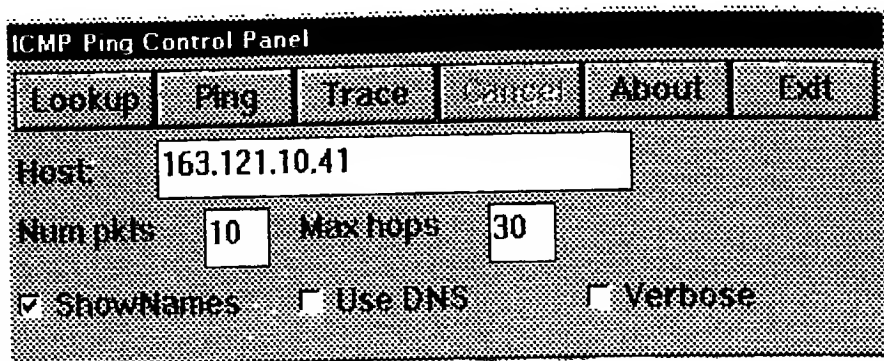 ICMP Ping Control Panel
Lookup Ping Trace Cancel About Exit
Host: 163.121.10.41
Num pkts 10 Max hops 30
ShowNames Use DNS Verbose